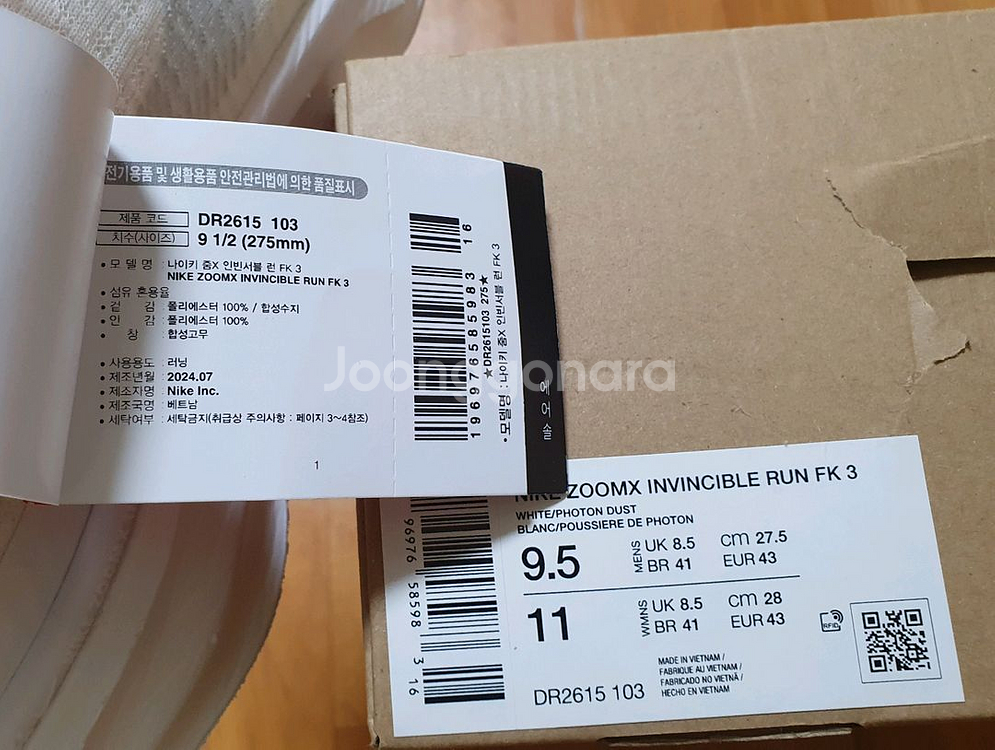 전기용품 및 생활용품 안전관리법에 의한 품질표시
제품 코드 DR2615 103
치수(사이즈) 9 1/2 (275mm)
• 모 델 명 : 나이키 줌X 인빈서블 런 FK 3
NIKE ZOOMX INVINCIBLE RUN FK 3
• 섬유 혼용율
• 겉 감 : 폴리에스터 100% / 합성수지
• 안 감 : 폴리에스터 100%
• 창 : 합성고무
• 사용용도 : 러닝
• 제조년월 : 2024.07
• 제조자명 : Nike Inc.
• 제조국명 : 베트남
• 세탁여부 : 세탁금지(취급상 주의사항 : 페이지 3~4참조)
1
196976585983 16
★DR2615103 275★
•모델명 : 나이키 줌X 인빈서블 런 FK 3
에어솔
Joonggonara
NIKE ZOOMX INVINCIBLE RUN FK 3
WHITE/PHOTON DUST
BLANC/POUSSIERE DE PHOTON
9.5 MENS UK 8.5 CM 27.5
BR 41 EUR 43
11 WMNS UK 8.5 CM 28
BR 41 EUR 43
RFID
MADE IN VIETNAM /
FABRIQUE AU VIETNAM /
FABRICADO NO VIETNÃ /
HECHO EN VIETNAM
DR2615 103
96976 58598 3 16